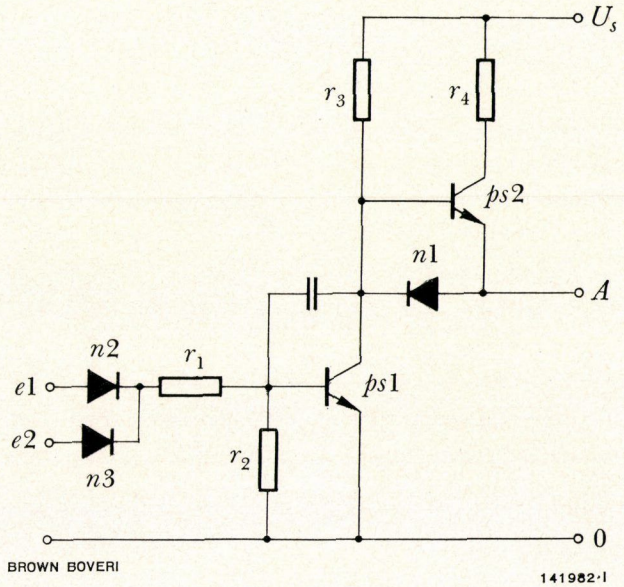 U_s
r_3
r_4
ps2
n1
A
n2
r_1
e1
ps1
e2
r_2
n3
0
BROWN BOVERI
141982·I